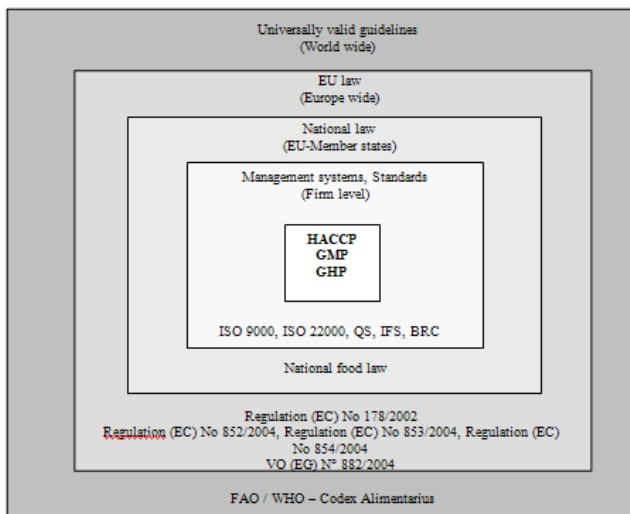 Universally valid guidelines
(World wide)
EU law
(Europe wide)
National law
(EU-Member states)
Management systems, Standards
(Firm level)
HACCP
GMP
GHP
ISO 9000, ISO 22000, QS, IFS, BRC
National food law
Regulation (EC) No 178/2002
Regulation (EC) No 852/2004, Regulation (EC) No 853/2004, Regulation (EC)
No 854/2004
VO (EG) N° 882/2004
FAO / WHO – Codex Alimentarius